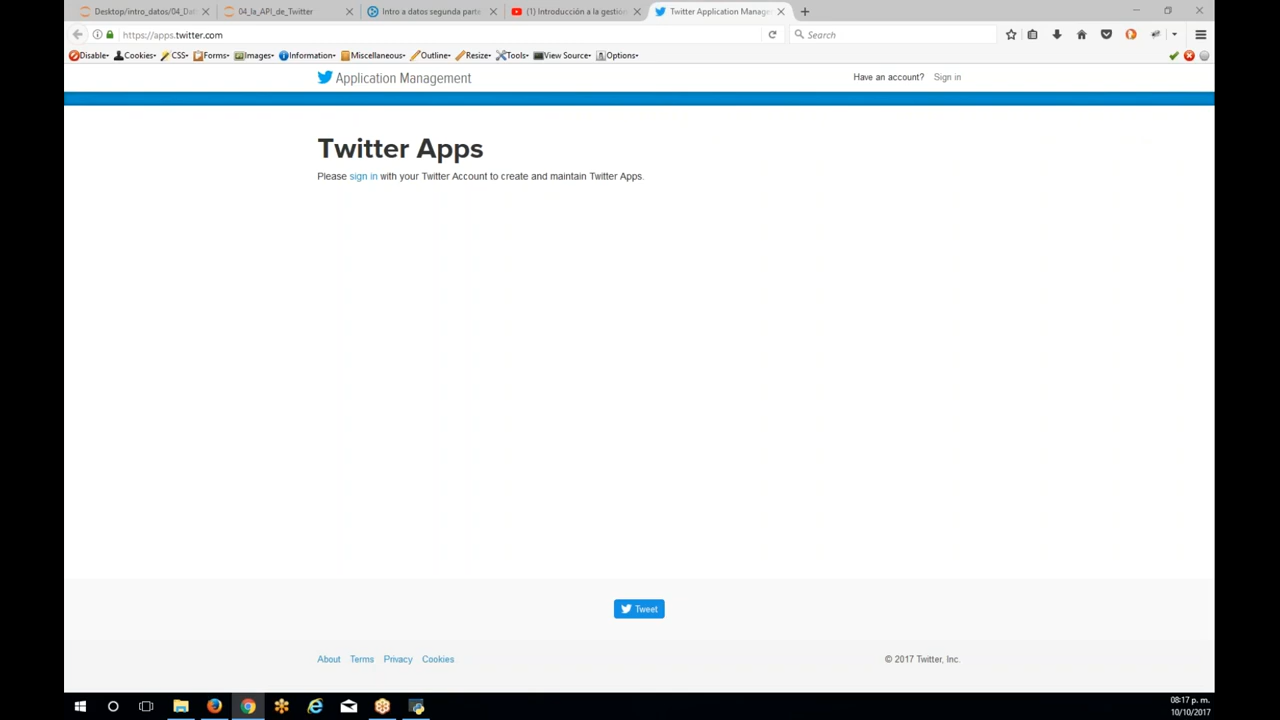 Desktop/intro_datos/04_Dat
04_la_API_de_Twitter
Intro a datos segunda parte
(1) Introducción a la gestión
Twitter Application Manage
https://apps.twitter.com
Search
Disable
Cookies
CSS
Forms
Images
Information
Miscellaneous
Outline
Resize
Tools
View Source
Options
Application Management
Have an account? Sign in
Twitter Apps
Please sign in with your Twitter Account to create and maintain Twitter Apps.
Tweet
About Terms Privacy Cookies
© 2017 Twitter, Inc.
08:17 p. m.
10/10/2017